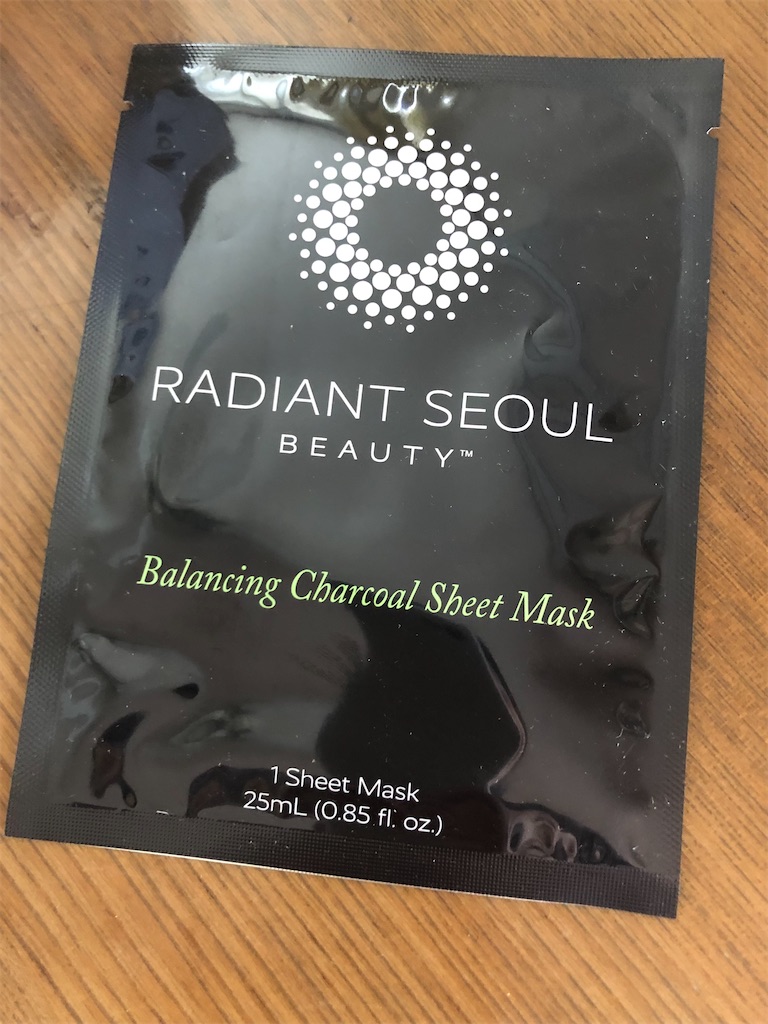 RADIANT SEOUL
BEAUTY™
Balancing Charcoal Sheet Mask
1 Sheet Mask
25mL (0.85 fl. oz.)